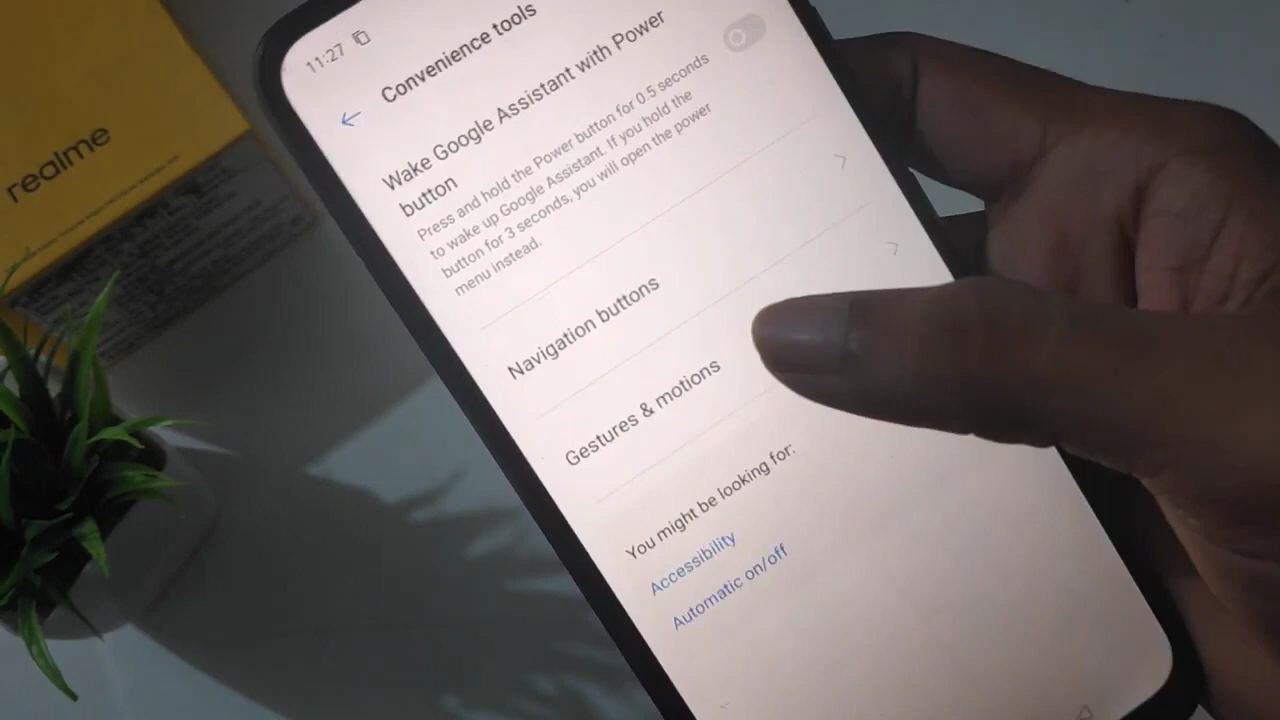 realme
11:27
Convenience tools
Wake Google Assistant with Power
button
Press and hold the Power button for 0.5 seconds
to wake up Google Assistant. If you hold the
button for 3 seconds, you will open the power
menu instead.
Navigation buttons
Gestures & motions
You might be looking for:
Accessibility
Automatic on/off